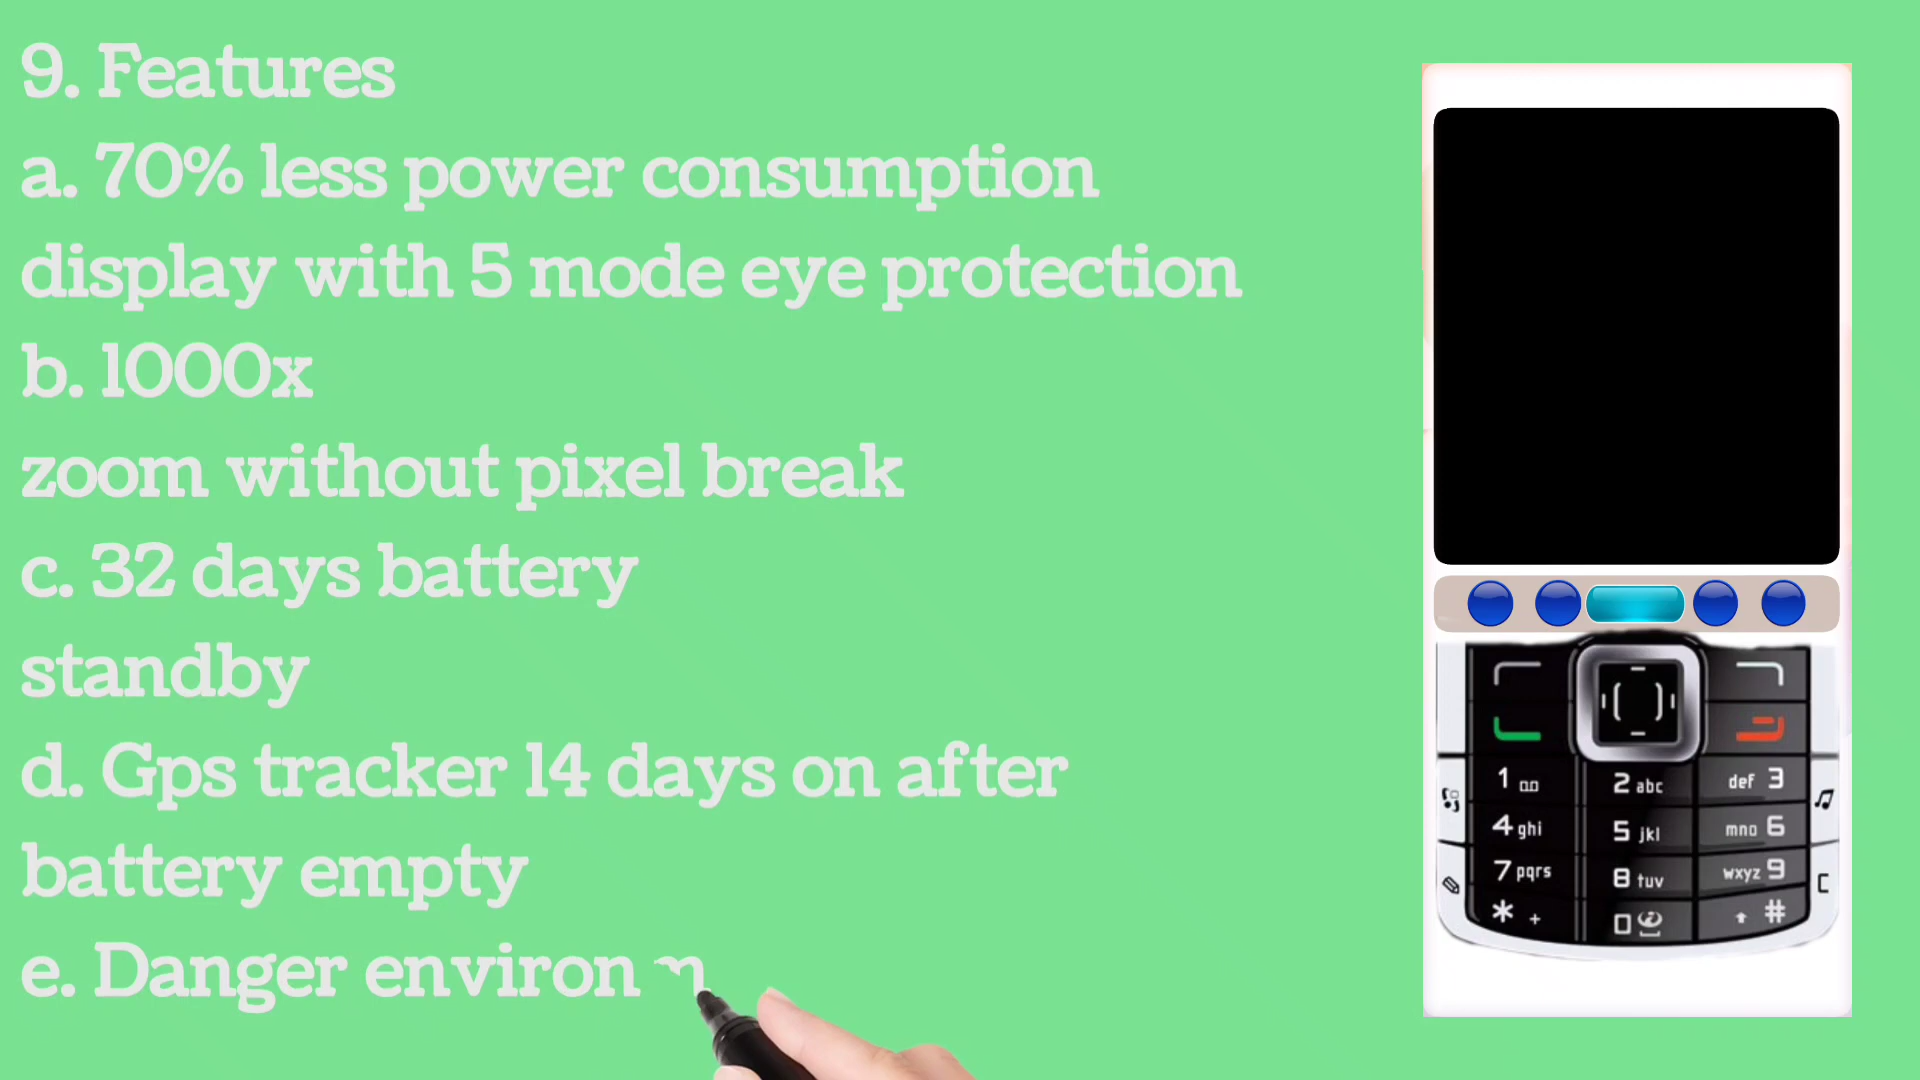 9. Features
a. 70% less power consumption
display with 5 mode eye protection
b. 1000x
zoom without pixel break
c. 32 days battery
standby
d. Gps tracker 14 days on after
battery empty
e. Danger environ m
1 2 abc def 3
4 ghi 5 jkl mno 6
7 pqrs 8 tuv wxyz 9
* + 0 #
C